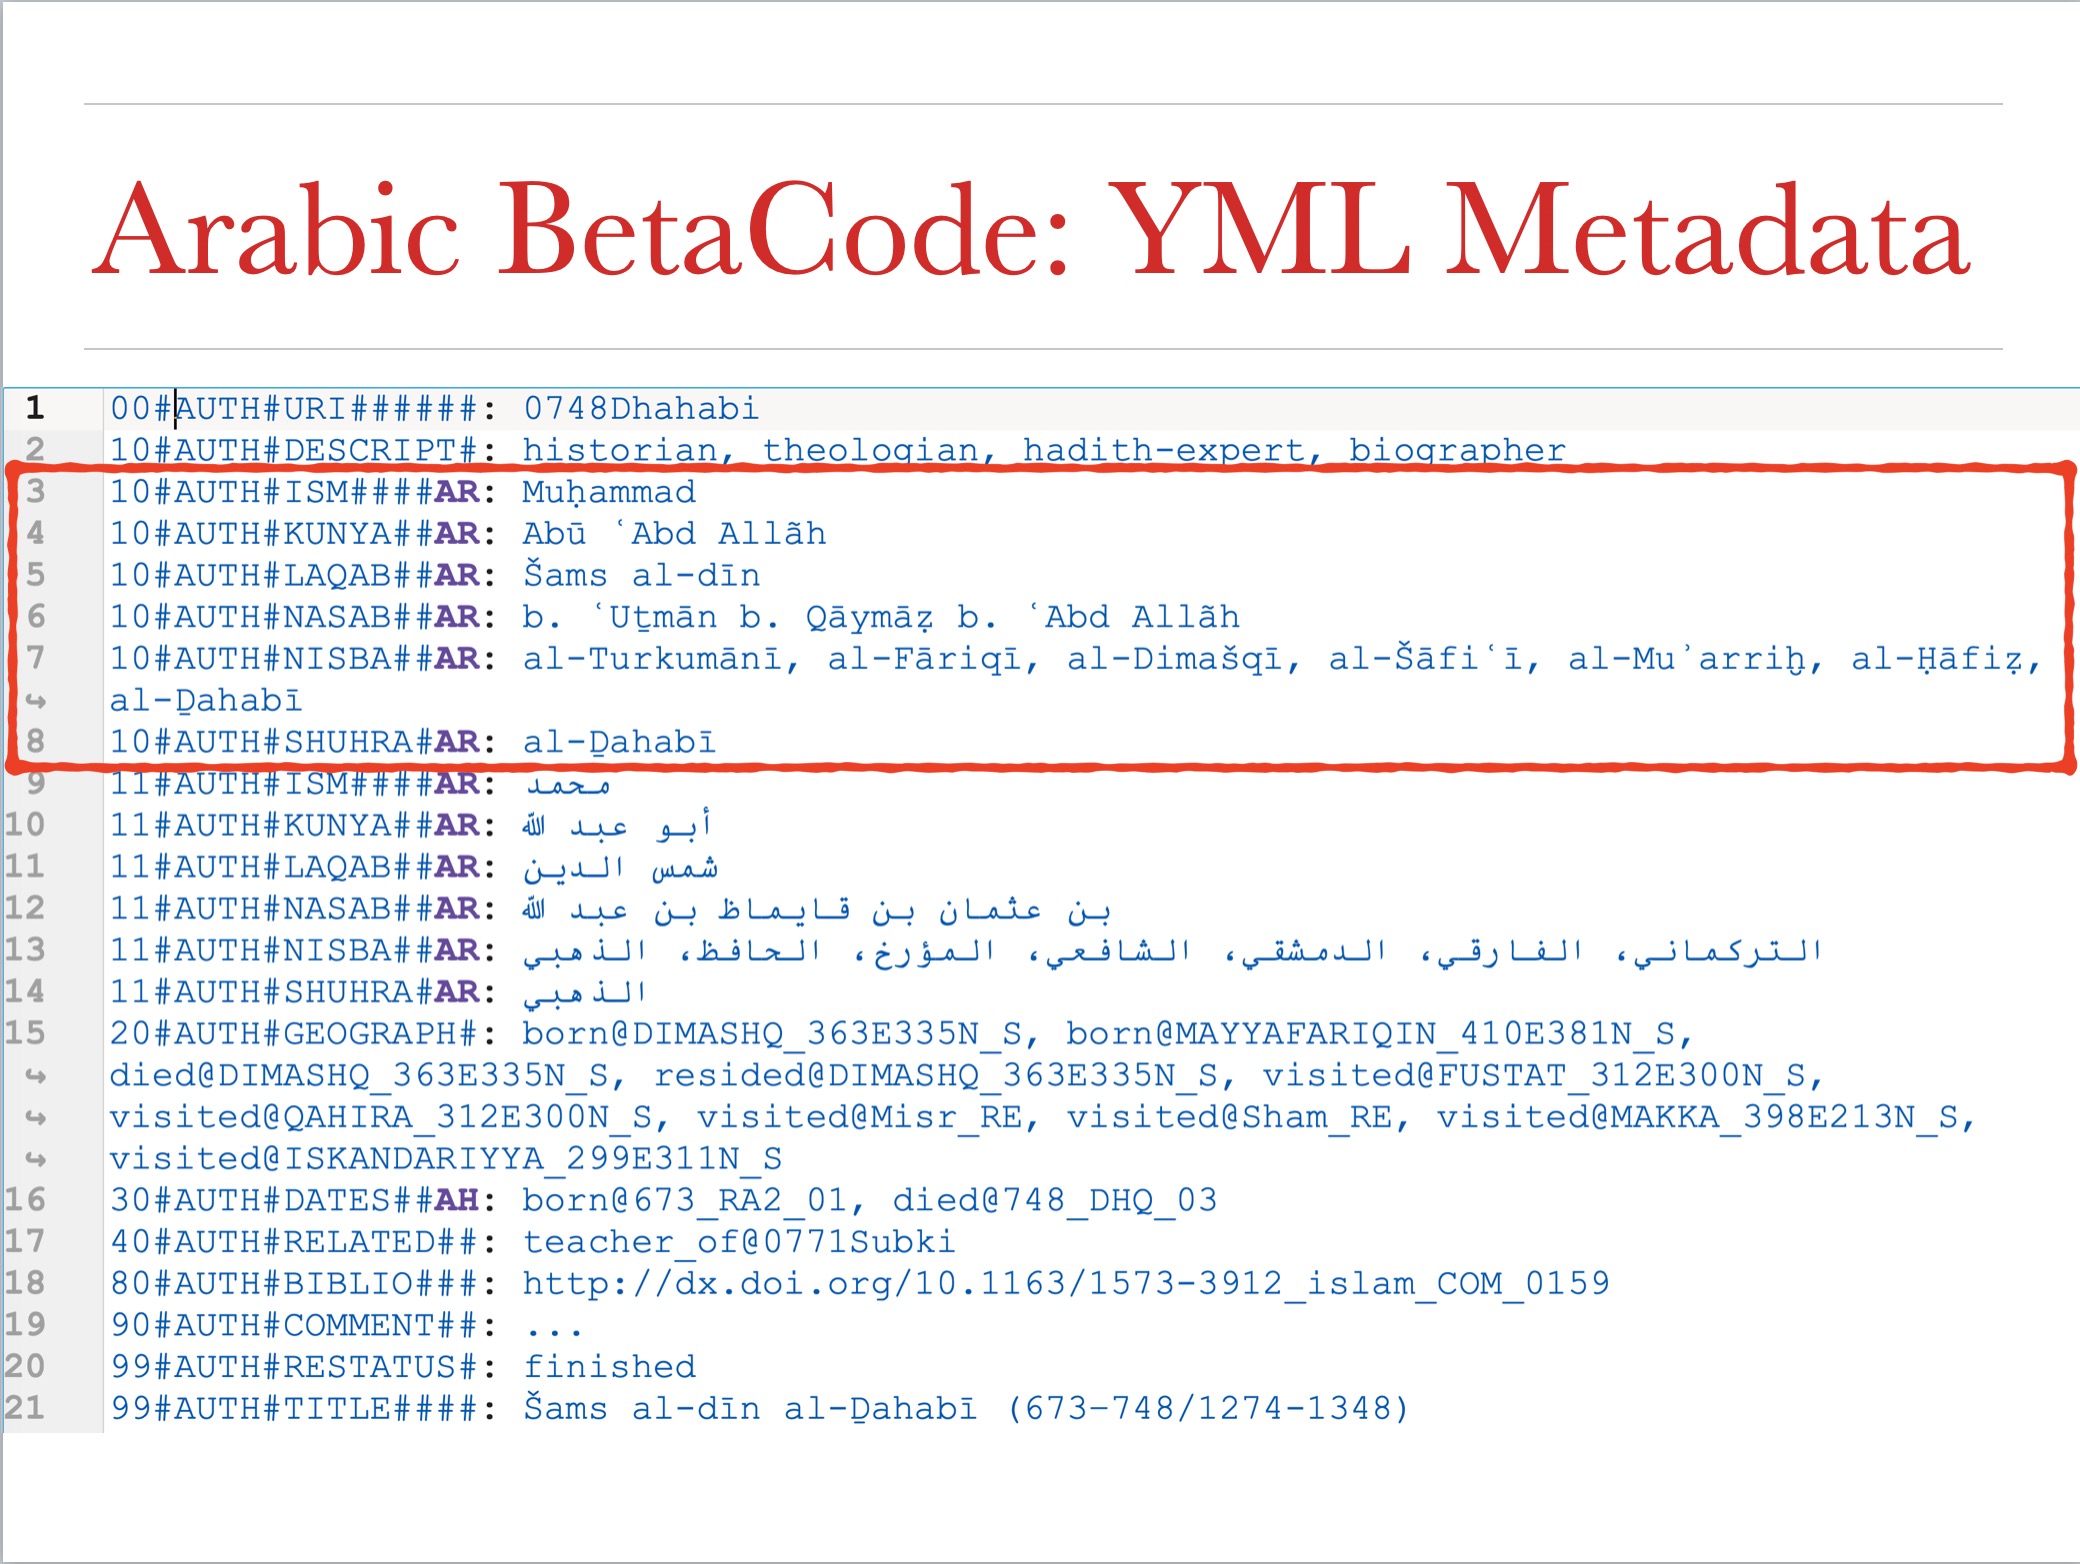 Arabic BetaCode: YML Metadata
1 00#AUTH#URI######: 0748Dhahabi
2 10#AUTH#DESCRIPT#: historian, theologian, hadith-expert, biographer
3 10#AUTH#ISM####AR: Muḥammad
4 10#AUTH#KUNYA##AR: Abū ʿAbd Allãh
5 10#AUTH#LAQAB##AR: Šams al-dīn
6 10#AUTH#NASAB##AR: b. ʿUṯmān b. Qāymāẓ b. ʿAbd Allãh
7 10#AUTH#NISBA##AR: al-Turkumānī, al-Fāriqī, al-Dimašqī, al-Šāfiʿī, al-Muʾarriḫ, al-Ḥāfiẓ,
↪ al-Ḏahabī
8 10#AUTH#SHUHRA#AR: al-Ḏahabī
9 11#AUTH#ISM####AR: محمد
10 11#AUTH#KUNYA##AR: أبو عبد الله
11 11#AUTH#LAQAB##AR: شمس الدين
12 11#AUTH#NASAB##AR: بن عثمان بن قايماظ بن عبد الله
13 11#AUTH#NISBA##AR: التركماني، الفارقي، الدمشقي، الشافعي، المؤرخ، الحافظ، الذهبي
14 11#AUTH#SHUHRA#AR: الذهبي
15 20#AUTH#GEOGRAPH#: born@DIMASHQ_363E335N_S, born@MAYYAFARIQIN_410E381N_S,
↪ died@DIMASHQ_363E335N_S, resided@DIMASHQ_363E335N_S, visited@FUSTAT_312E300N_S,
↪ visited@QAHIRA_312E300N_S, visited@Misr_RE, visited@Sham_RE, visited@MAKKA_398E213N_S,
↪ visited@ISKANDARIYYA_299E311N_S
16 30#AUTH#DATES##AH: born@673_RA2_01, died@748_DHQ_03
17 40#AUTH#RELATED##: teacher_of@0771Subki
18 80#AUTH#BIBLIO###: http://dx.doi.org/10.1163/1573-3912_islam_COM_0159
19 90#AUTH#COMMENT##: ...
20 99#AUTH#RESTATUS#: finished
21 99#AUTH#TITLE####: Šams al-dīn al-Ḏahabī (673–748/1274-1348)